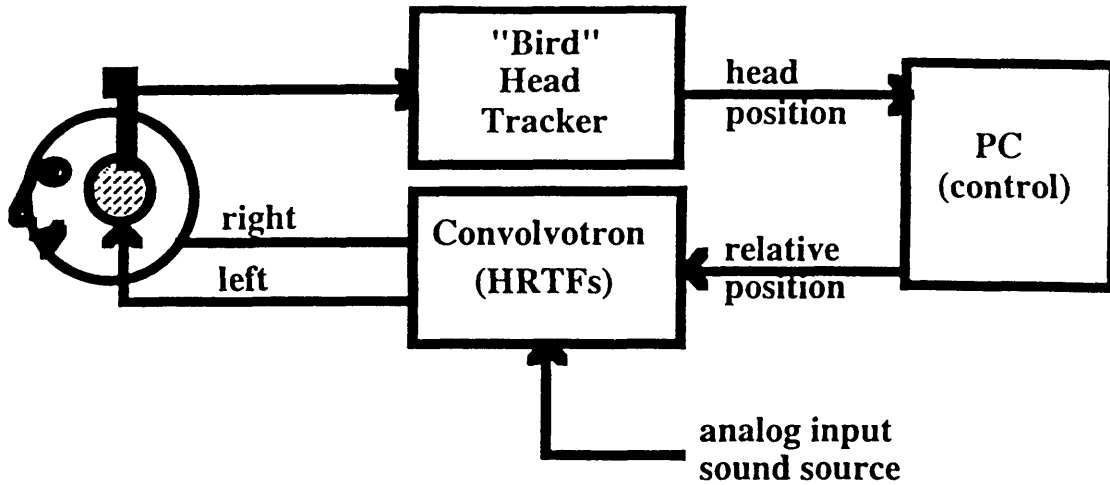 "Bird"
Head
Tracker
head
position
PC
(control)
right
left
Convolvotron
(HRTFs)
relative
position
analog input
sound source